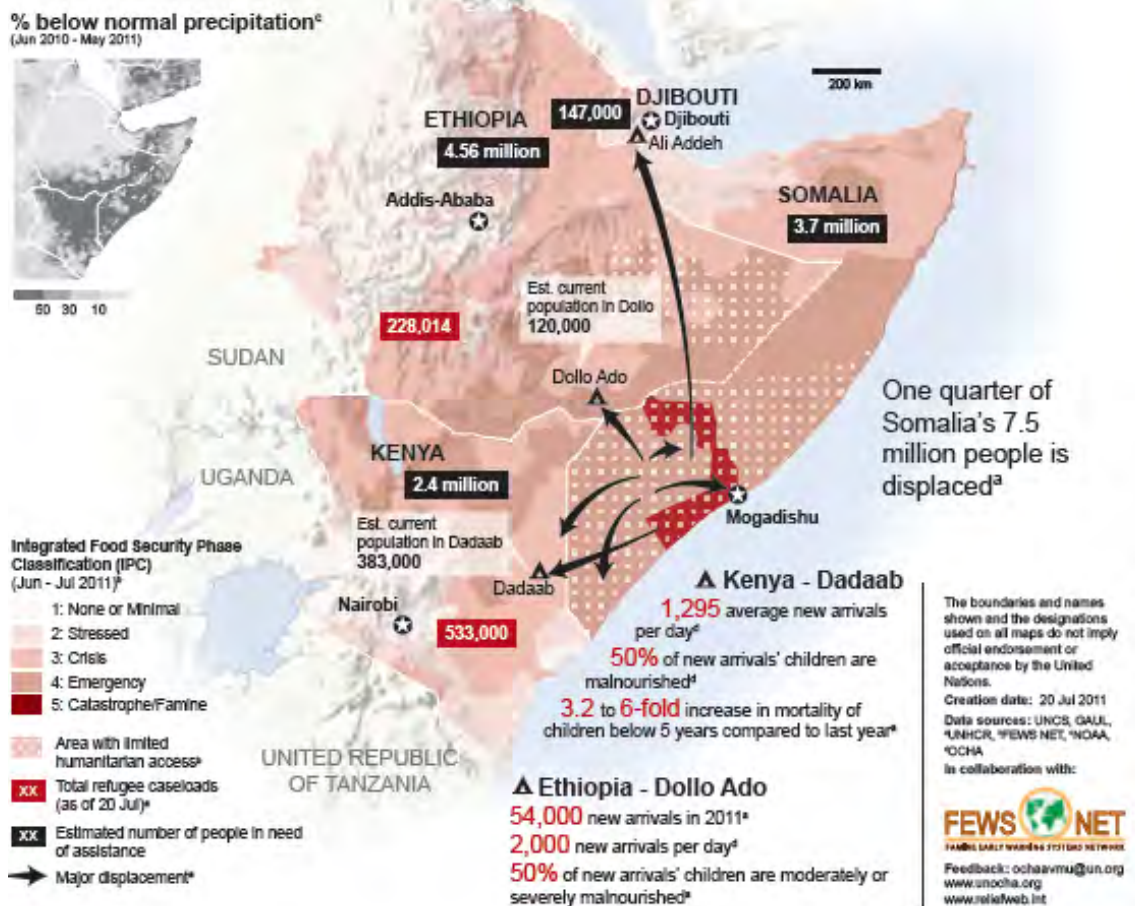 % below normal precipitationᶜ
(Jun 2010 - May 2011)
50 30 10
200 km
DJIBOUTI
147,000
Djibouti
Ali Addeh
ETHIOPIA
4.56 million
Addis-Ababa
SOMALIA
3.7 million
Est. current
population in Dollo
120,000
228,014
SUDAN
Dollo Ado
One quarter of
Somalia's 7.5
million people is
displacedᵃ
KENYA
2.4 million
UGANDA
Mogadishu
Est. current
population in Dadaab
383,000
Dadaab
Nairobi
533,000
UNITED REPUBLIC
OF TANZANIA
Integrated Food Security Phase
Classification (IPC)
(Jun - Jul 2011)ᵇ
1: None or Minimal
2: Stressed
3: Crisis
4: Emergency
5: Catastrophe/Famine
Area with limited
humanitarian access
XX Total refugee caseloads
(as of 20 Jul)
XX Estimated number of people in need
of assistance
Major displacement
Kenya - Dadaab
1,295 average new arrivals
per day
50% of new arrivals' children are
malnourished
3.2 to 6-fold increase in mortality of
children below 5 years compared to last year
Ethiopia - Dollo Ado
54,000 new arrivals in 2011
2,000 new arrivals per day
50% of new arrivals' children are moderately or
severely malnourished
The boundaries and names
shown and the designations
used on all maps do not imply
official endorsement or
acceptance by the United
Nations.
Creation date: 20 Jul 2011
Data sources: UNCS, GAUL,
UNHCR, FEWS NET, NOAA,
OCHA
In collaboration with:
FEWS NET
FAMINE EARLY WARNING SYSTEMS NETWORK
Feedback: ochaavmu@un.org
www.unocha.org
www.reliefweb.int